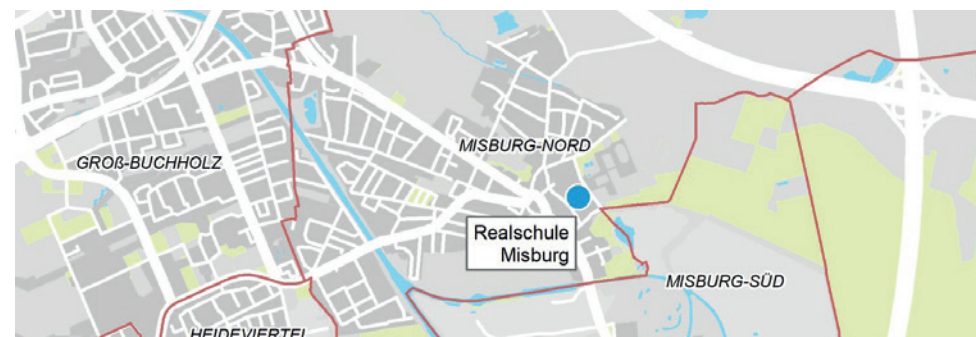 MISBURG-NORD
GROß-BUCHHOLZ
Realschule
Misburg
MISBURG-SÜD
HEIDEVIERTEL